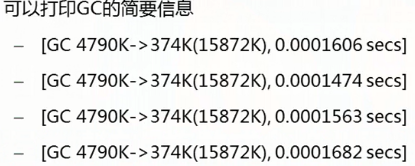 可以打印GC的简要信息
– [GC 4790K->374K(15872K), 0.0001606 secs]
– [GC 4790K->374K(15872K), 0.0001474 secs]
– [GC 4790K->374K(15872K), 0.0001563 secs]
– [GC 4790K->374K(15872K), 0.0001682 secs]